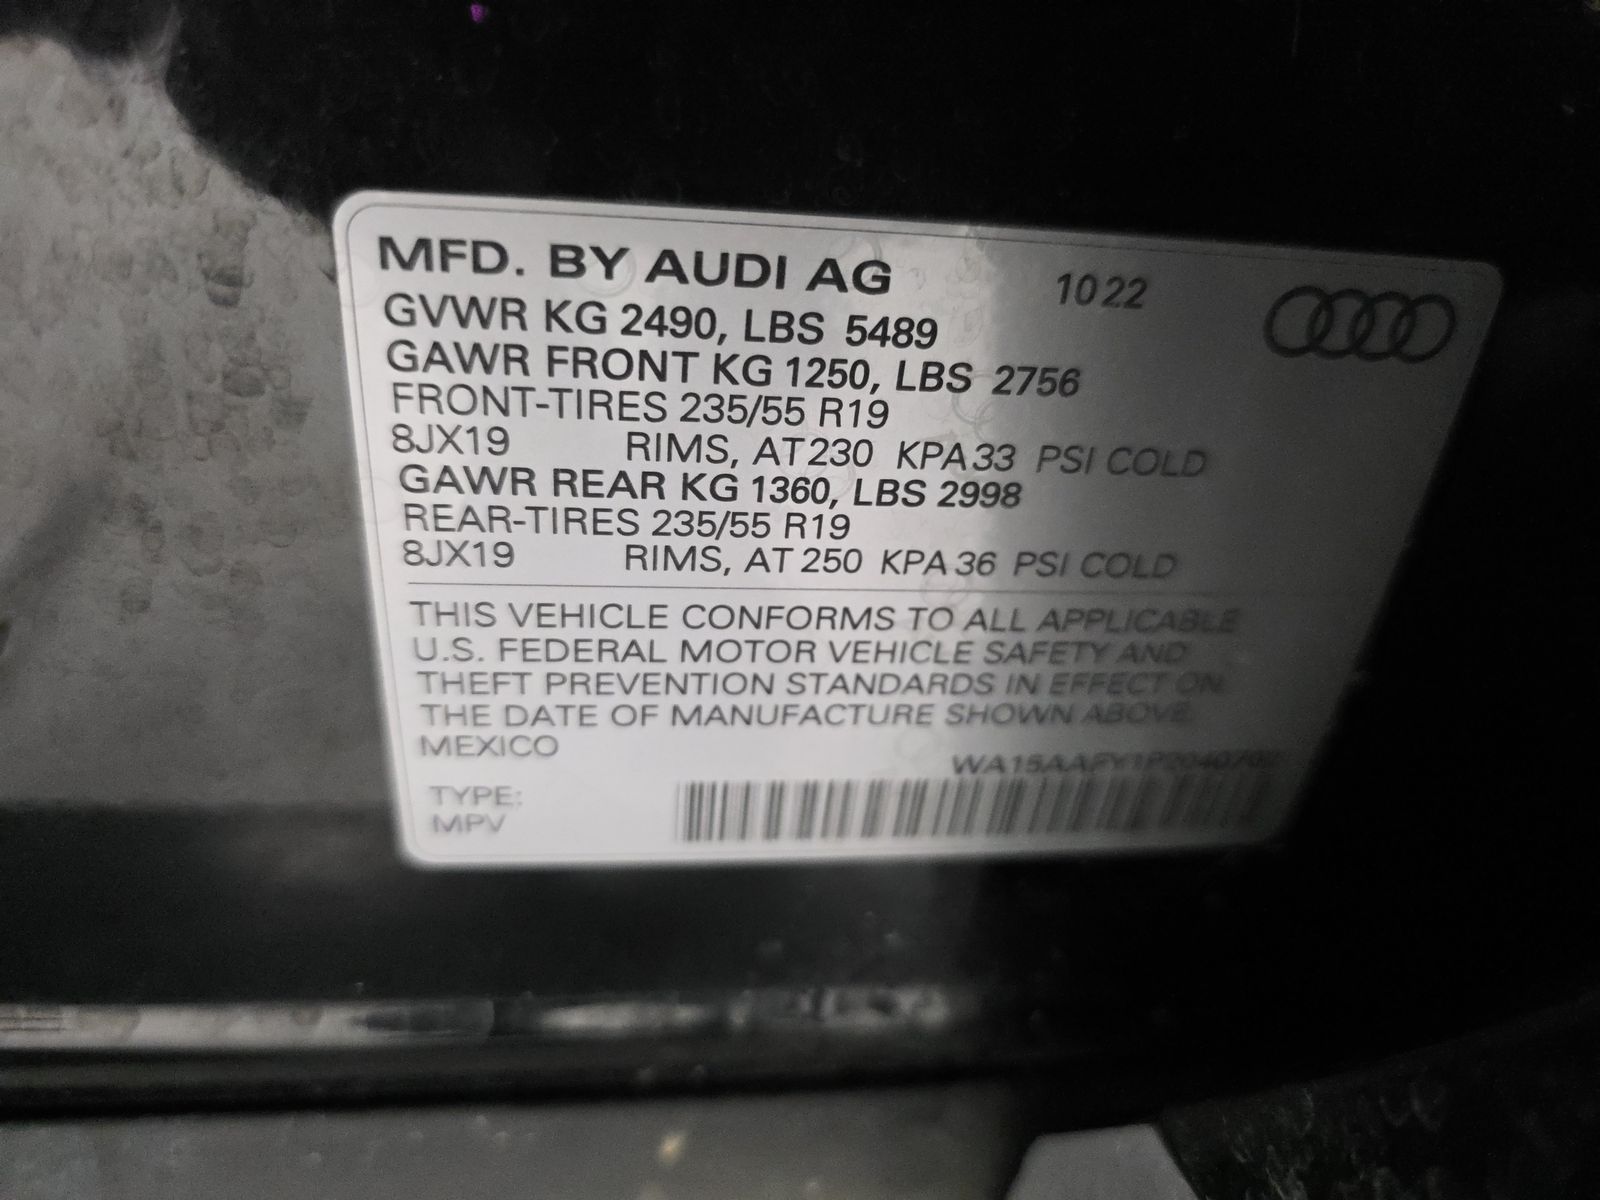 MFD. BY AUDI AG 1022
GVWR KG 2490, LBS 5489
GAWR FRONT KG 1250, LBS 2756
FRONT-TIRES 235/55 R19
8JX19 RIMS, AT 230 KPA 33 PSI COLD
GAWR REAR KG 1360, LBS 2998
REAR-TIRES 235/55 R19
8JX19 RIMS, AT 250 KPA 36 PSI COLD
THIS VEHICLE CONFORMS TO ALL APPLICABLE
U.S. FEDERAL MOTOR VEHICLE SAFETY AND
THEFT PREVENTION STANDARDS IN EFFECT ON
THE DATE OF MANUFACTURE SHOWN ABOVE
MEXICO
TYPE:
MPV